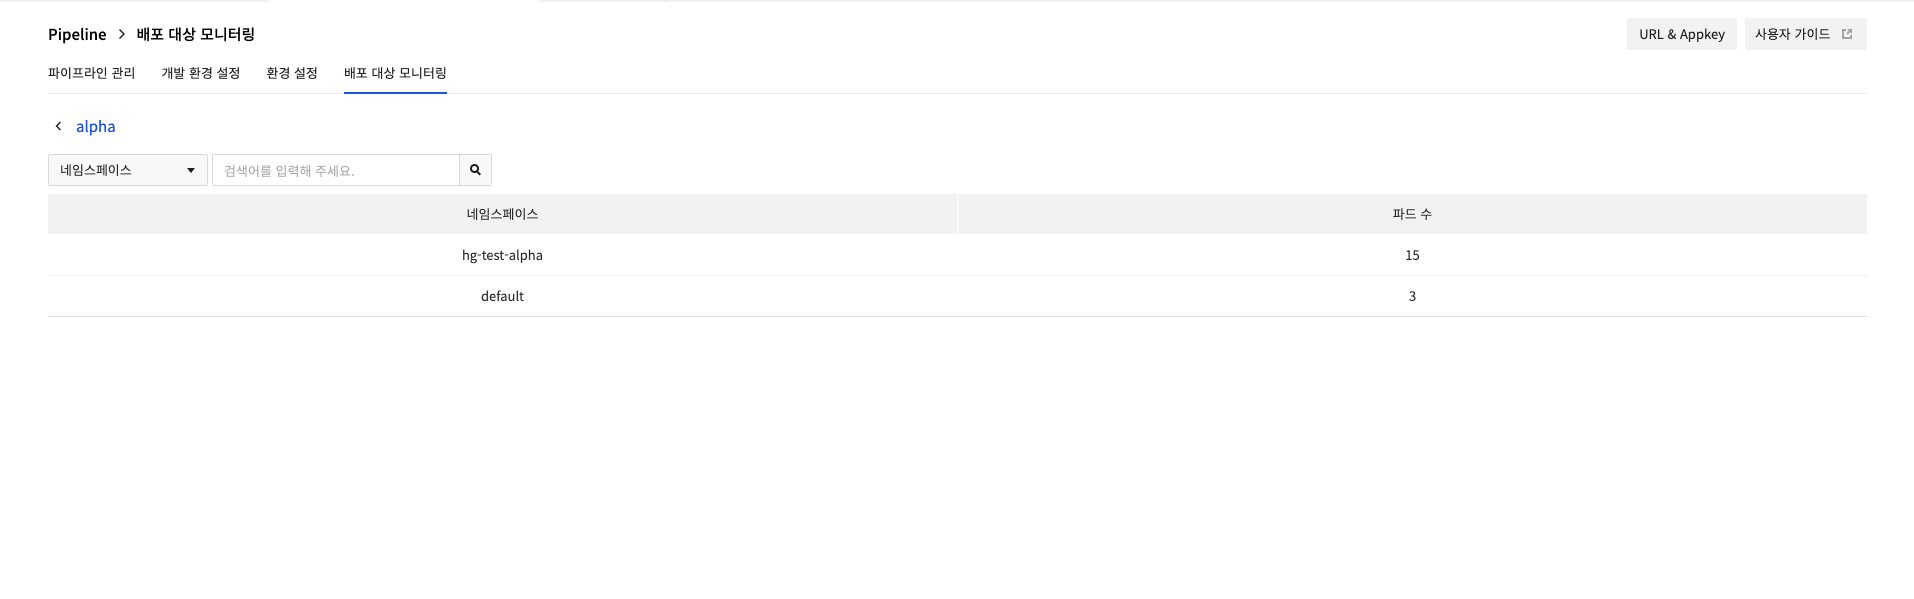 Pipeline > 배포 대상 모니터링
URL & Appkey
사용자 가이드
파이프라인 관리
개발 환경 설정
환경 설정
배포 대상 모니터링
alpha
네임스페이스
검색어를 입력해 주세요.
네임스페이스 파드 수
hg-test-alpha 15
default 3